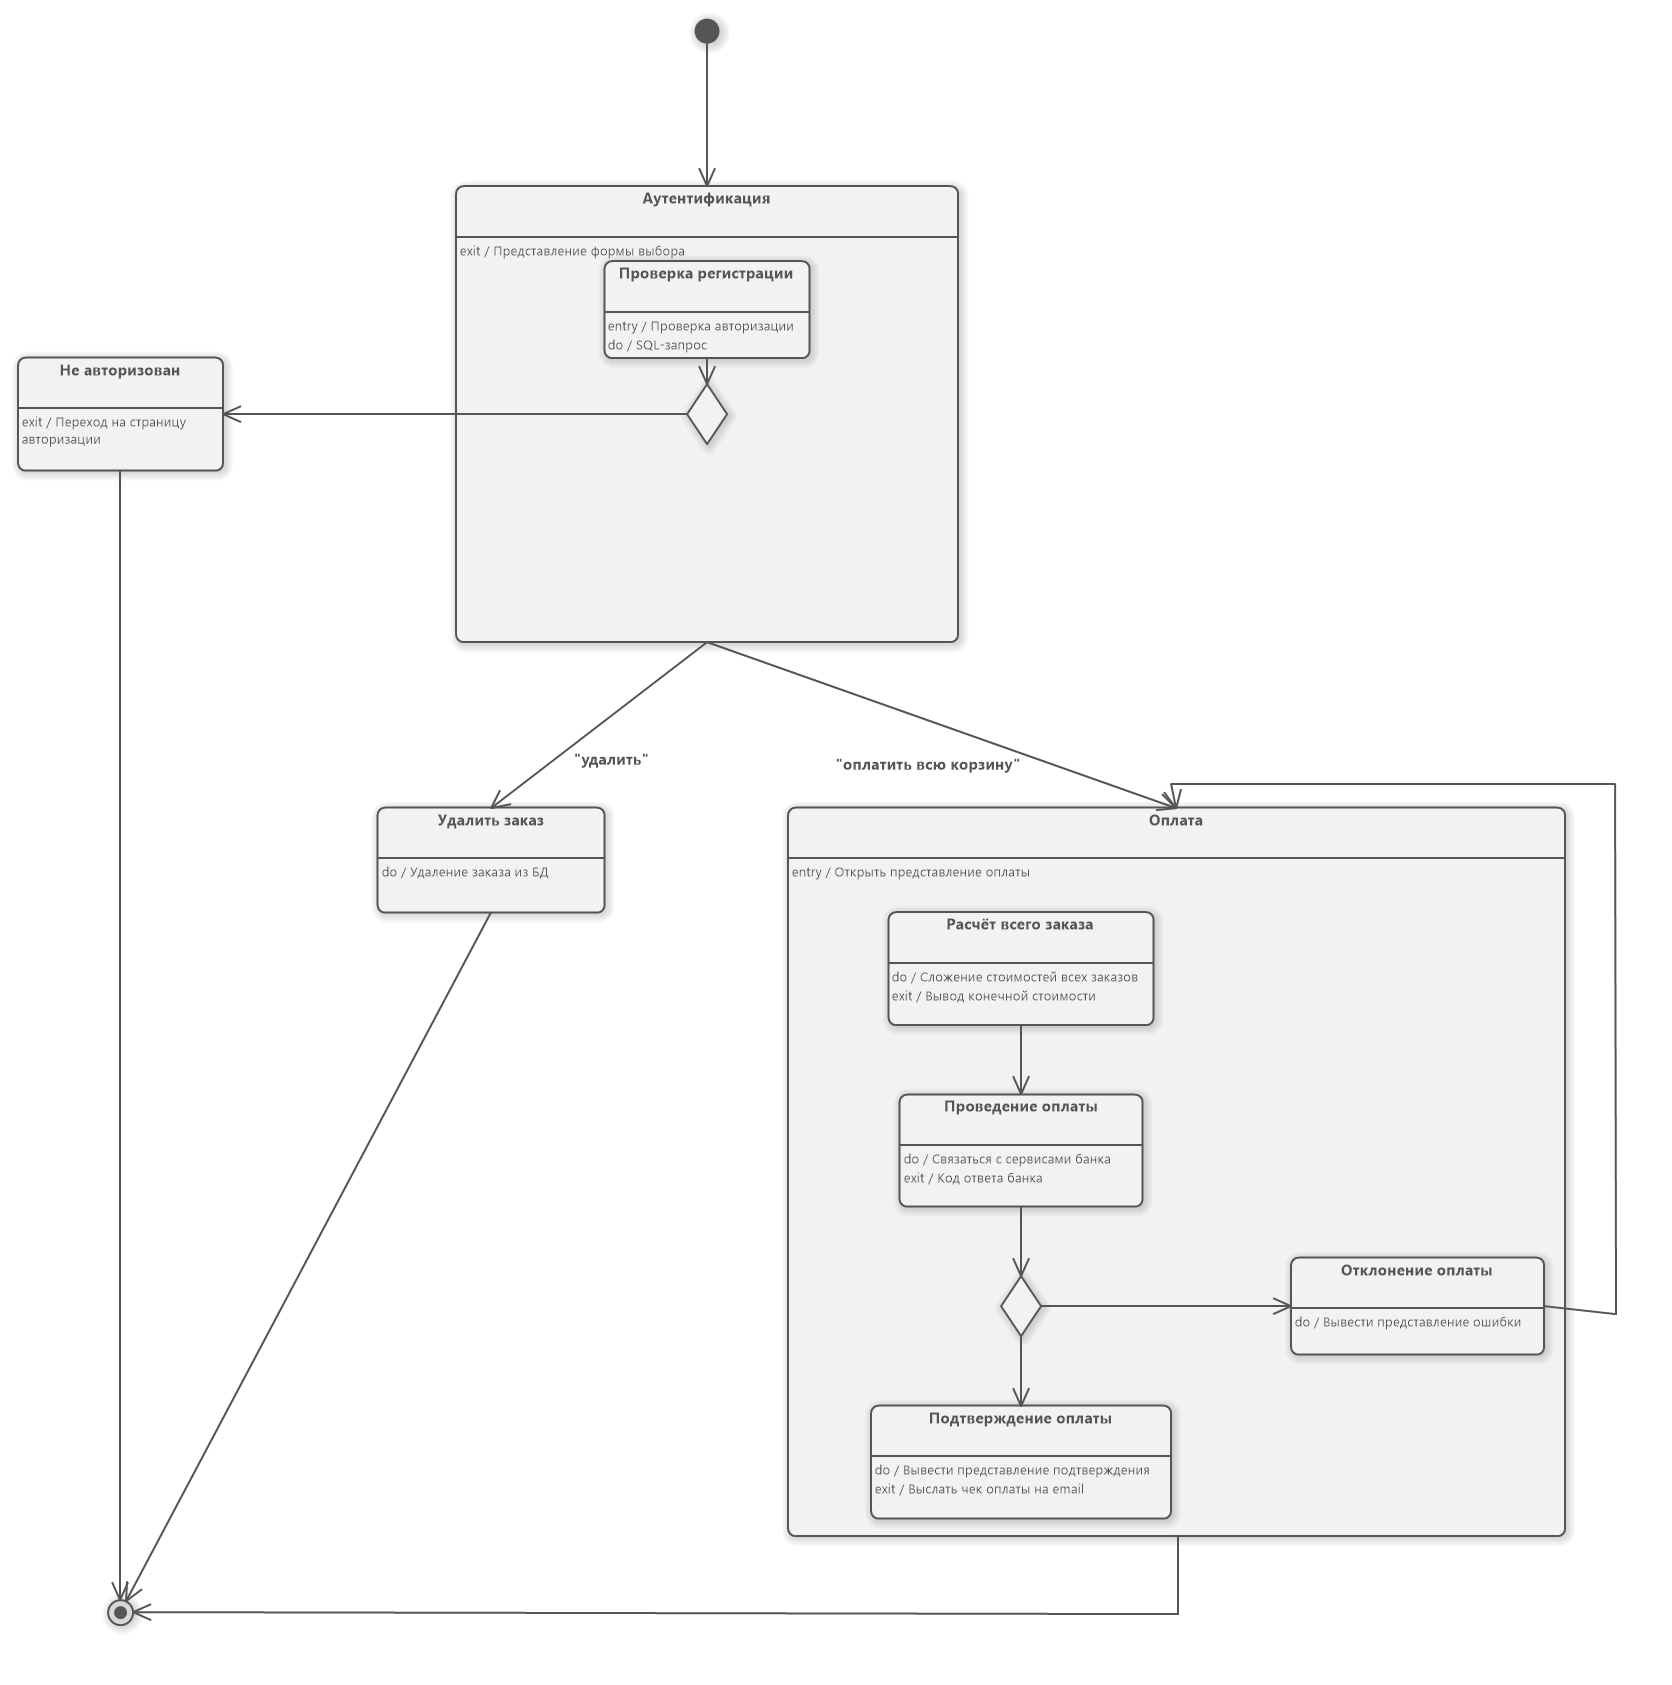 Аутентификация
exit / Представление формы выбора
Проверка регистрации
entry / Проверка авторизации
do / SQL-запрос
Не авторизован
exit / Переход на страницу
авторизации
"удалить"
"оплатить всю корзину"
Удалить заказ
do / Удаление заказа из БД
Оплата
entry / Открыть представление оплаты
Расчёт всего заказа
do / Сложение стоимостей всех заказов
exit / Вывод конечной стоимости
Проведение оплаты
do / Связаться с сервисами банка
exit / Код ответа банка
Отклонение оплаты
do / Вывести представление ошибки
Подтверждение оплаты
do / Вывести представление подтверждения
exit / Выслать чек оплаты на email